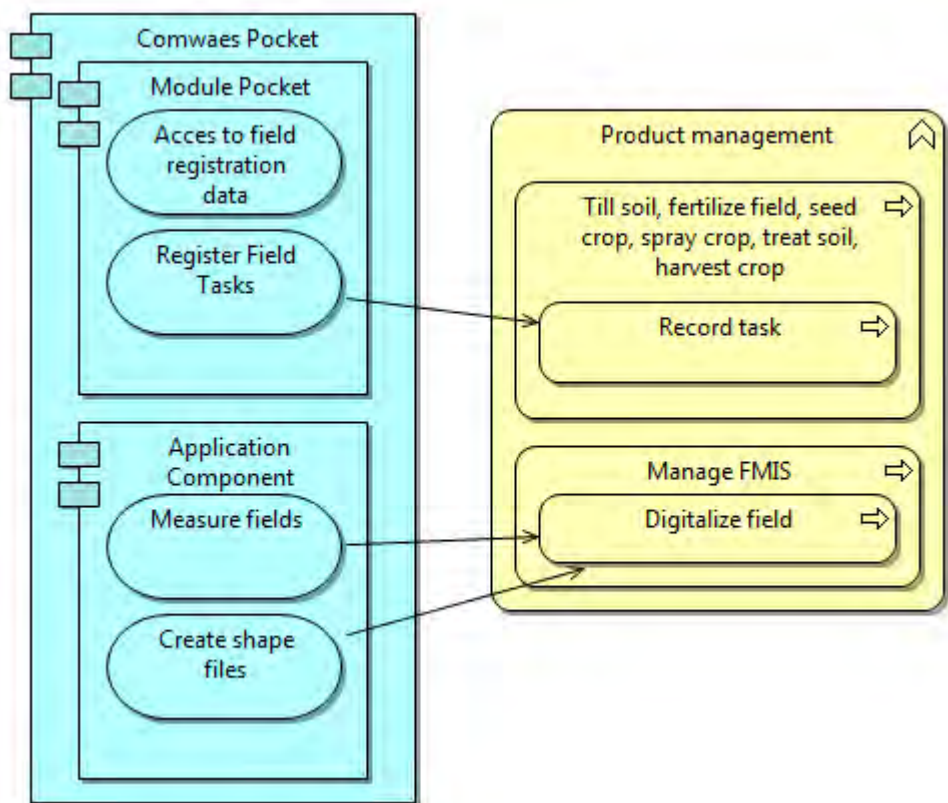 Comwaes Pocket
Module Pocket
Acces to field
registration
data
Register Field
Tasks
Application
Component
Measure fields
Create shape
files
Product management
Till soil, fertilize field, seed
crop, spray crop, treat soil,
harvest crop
Record task
Manage FMIS
Digitalize field